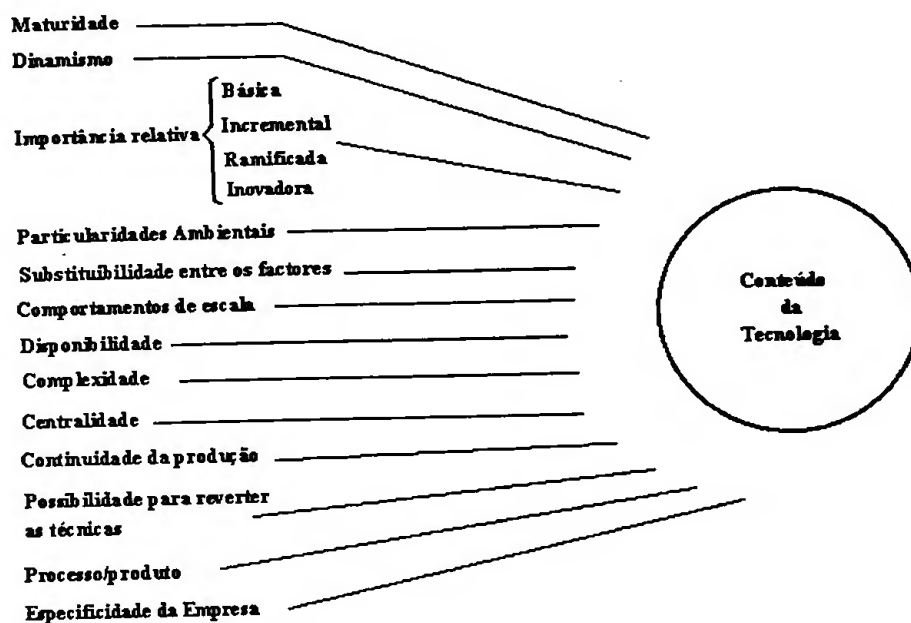 Maturidade
Dinamismo
Importância relativa
Básica
Incremental
Ramificada
Inovadora
Particularidades Ambientais
Substituibilidade entre os factores
Comportamentos de escala
Disponibilidade
Complexidade
Centralidade
Continuidade da produção
Possibilidade para reverter
as técnicas
Processo/produto
Especificidade da Empresa
Conteúdo
da
Tecnologia